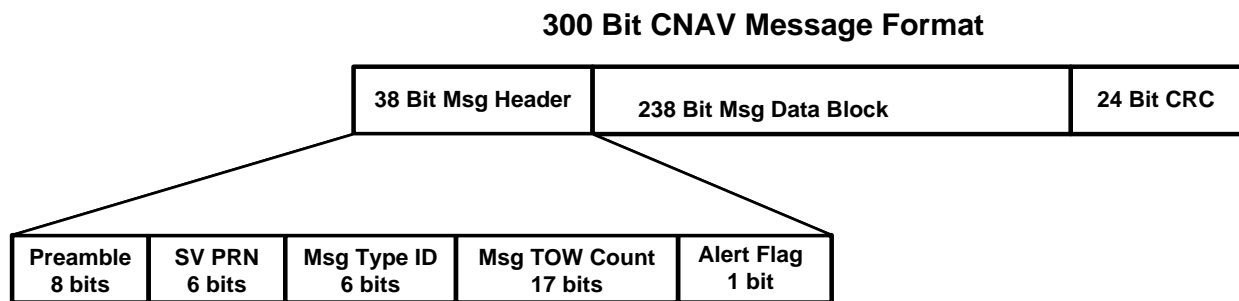 300 Bit CNAV Message Format
38 Bit Msg Header
238 Bit Msg Data Block
24 Bit CRC
Preamble
8 bits
SV PRN
6 bits
Msg Type ID
6 bits
Msg TOW Count
17 bits
Alert Flag
1 bit